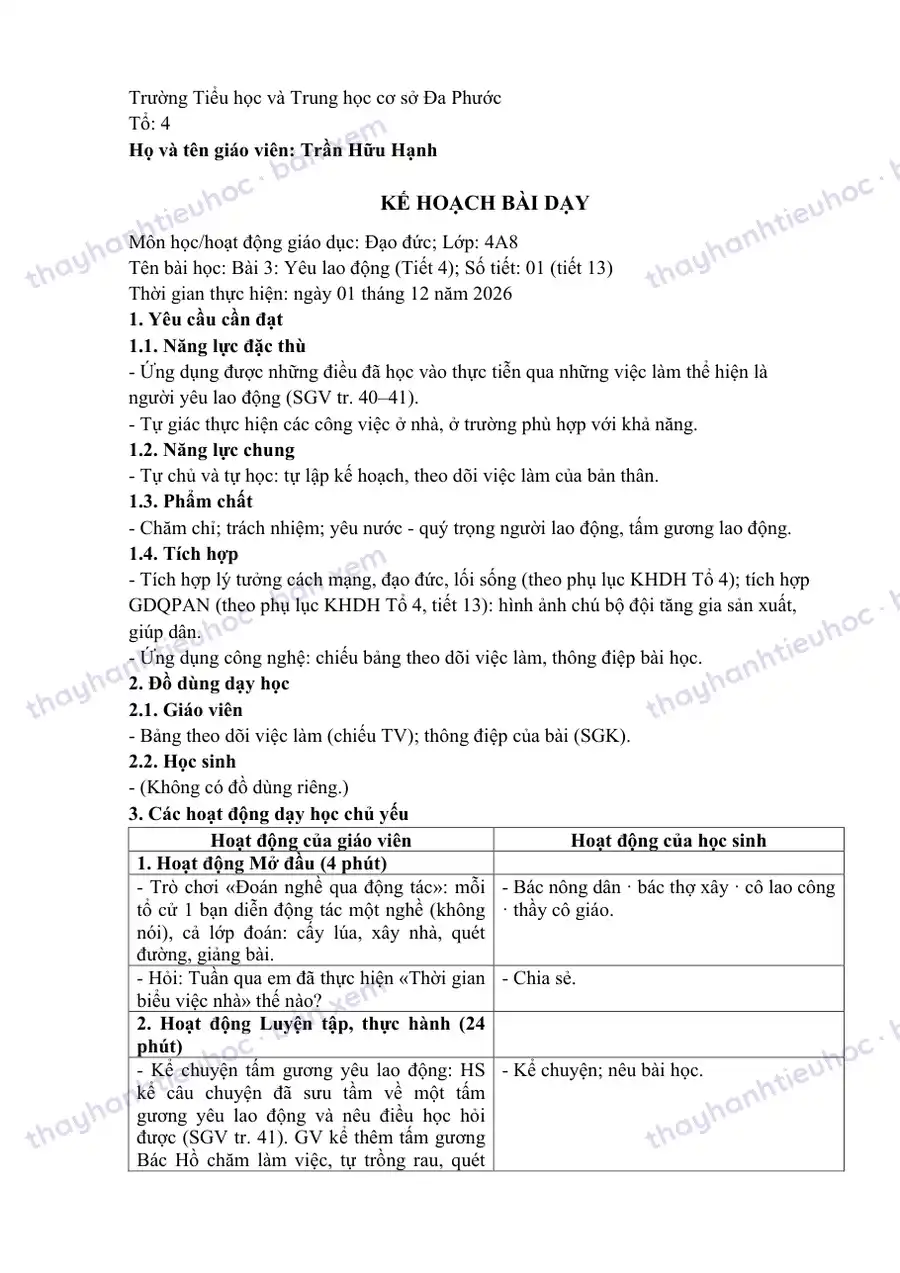 Trường Tiểu học và Trung học cơ sở Đa Phước
Tổ: 4
Họ và tên giáo viên: Trần Hữu Hạnh
KẾ HOẠCH BÀI DẠY
Môn học/hoạt động giáo dục: Đạo đức; Lớp: 4A8
Tên bài học: Bài 3: Yêu lao động (Tiết 4); Số tiết: 01 (tiết 13)
Thời gian thực hiện: ngày 01 tháng 12 năm 2026
1. Yêu cầu cần đạt
1.1. Năng lực đặc thù
- Ứng dụng được những điều đã học vào thực tiễn qua những việc làm thể hiện là
người yêu lao động (SGV tr. 40–41).
- Tự giác thực hiện các công việc ở nhà, ở trường phù hợp với khả năng.
1.2. Năng lực chung
- Tự chủ và tự học: tự lập kế hoạch, theo dõi việc làm của bản thân.
1.3. Phẩm chất
- Chăm chỉ; trách nhiệm; yêu nước - quý trọng người lao động, tấm gương lao động.
1.4. Tích hợp
- Tích hợp lý tưởng cách mạng, đạo đức, lối sống (theo phụ lục KHDH Tổ 4); tích hợp
GDQPAN (theo phụ lục KHDH Tổ 4, tiết 13): hình ảnh chú bộ đội tăng gia sản xuất,
giúp dân.
- Ứng dụng công nghệ: chiếu bảng theo dõi việc làm, thông điệp bài học.
2. Đồ dùng dạy học
2.1. Giáo viên
- Bảng theo dõi việc làm (chiếu TV); thông điệp của bài (SGK).
2.2. Học sinh
- (Không có đồ dùng riêng.)
3. Các hoạt động dạy học chủ yếu
Hoạt động của giáo viên
Hoạt động của học sinh
1. Hoạt động Mở đầu (4 phút)
- Trò chơi «Đoán nghề qua động tác»: mỗi
tổ cử 1 bạn diễn động tác một nghề (không
nói), cả lớp đoán: cấy lúa, xây nhà, quét
đường, giảng bài.
- Bác nông dân · bác thợ xây · cô lao công
· thầy cô giáo.
- Hỏi: Tuần qua em đã thực hiện «Thời gian
biểu việc nhà» thế nào?
- Chia sẻ.
2. Hoạt động Luyện tập, thực hành (24
phút)
- Kể chuyện tấm gương yêu lao động: HS
kể câu chuyện đã sưu tầm về một tấm
gương yêu lao động và nêu điều học hỏi
được (SGV tr. 41). GV kể thêm tấm gương
Bác Hồ chăm làm việc, tự trồng rau, quét
- Kể chuyện; nêu bài học.
thayhanhtieuhoc · bản xem
thayhanhtieuhoc · b
thayhanhtieuhoc · bản xem
thayhanhtieuhoc · b
thayhanhtieuhoc · bản xem
thayhanhtieuhoc · b